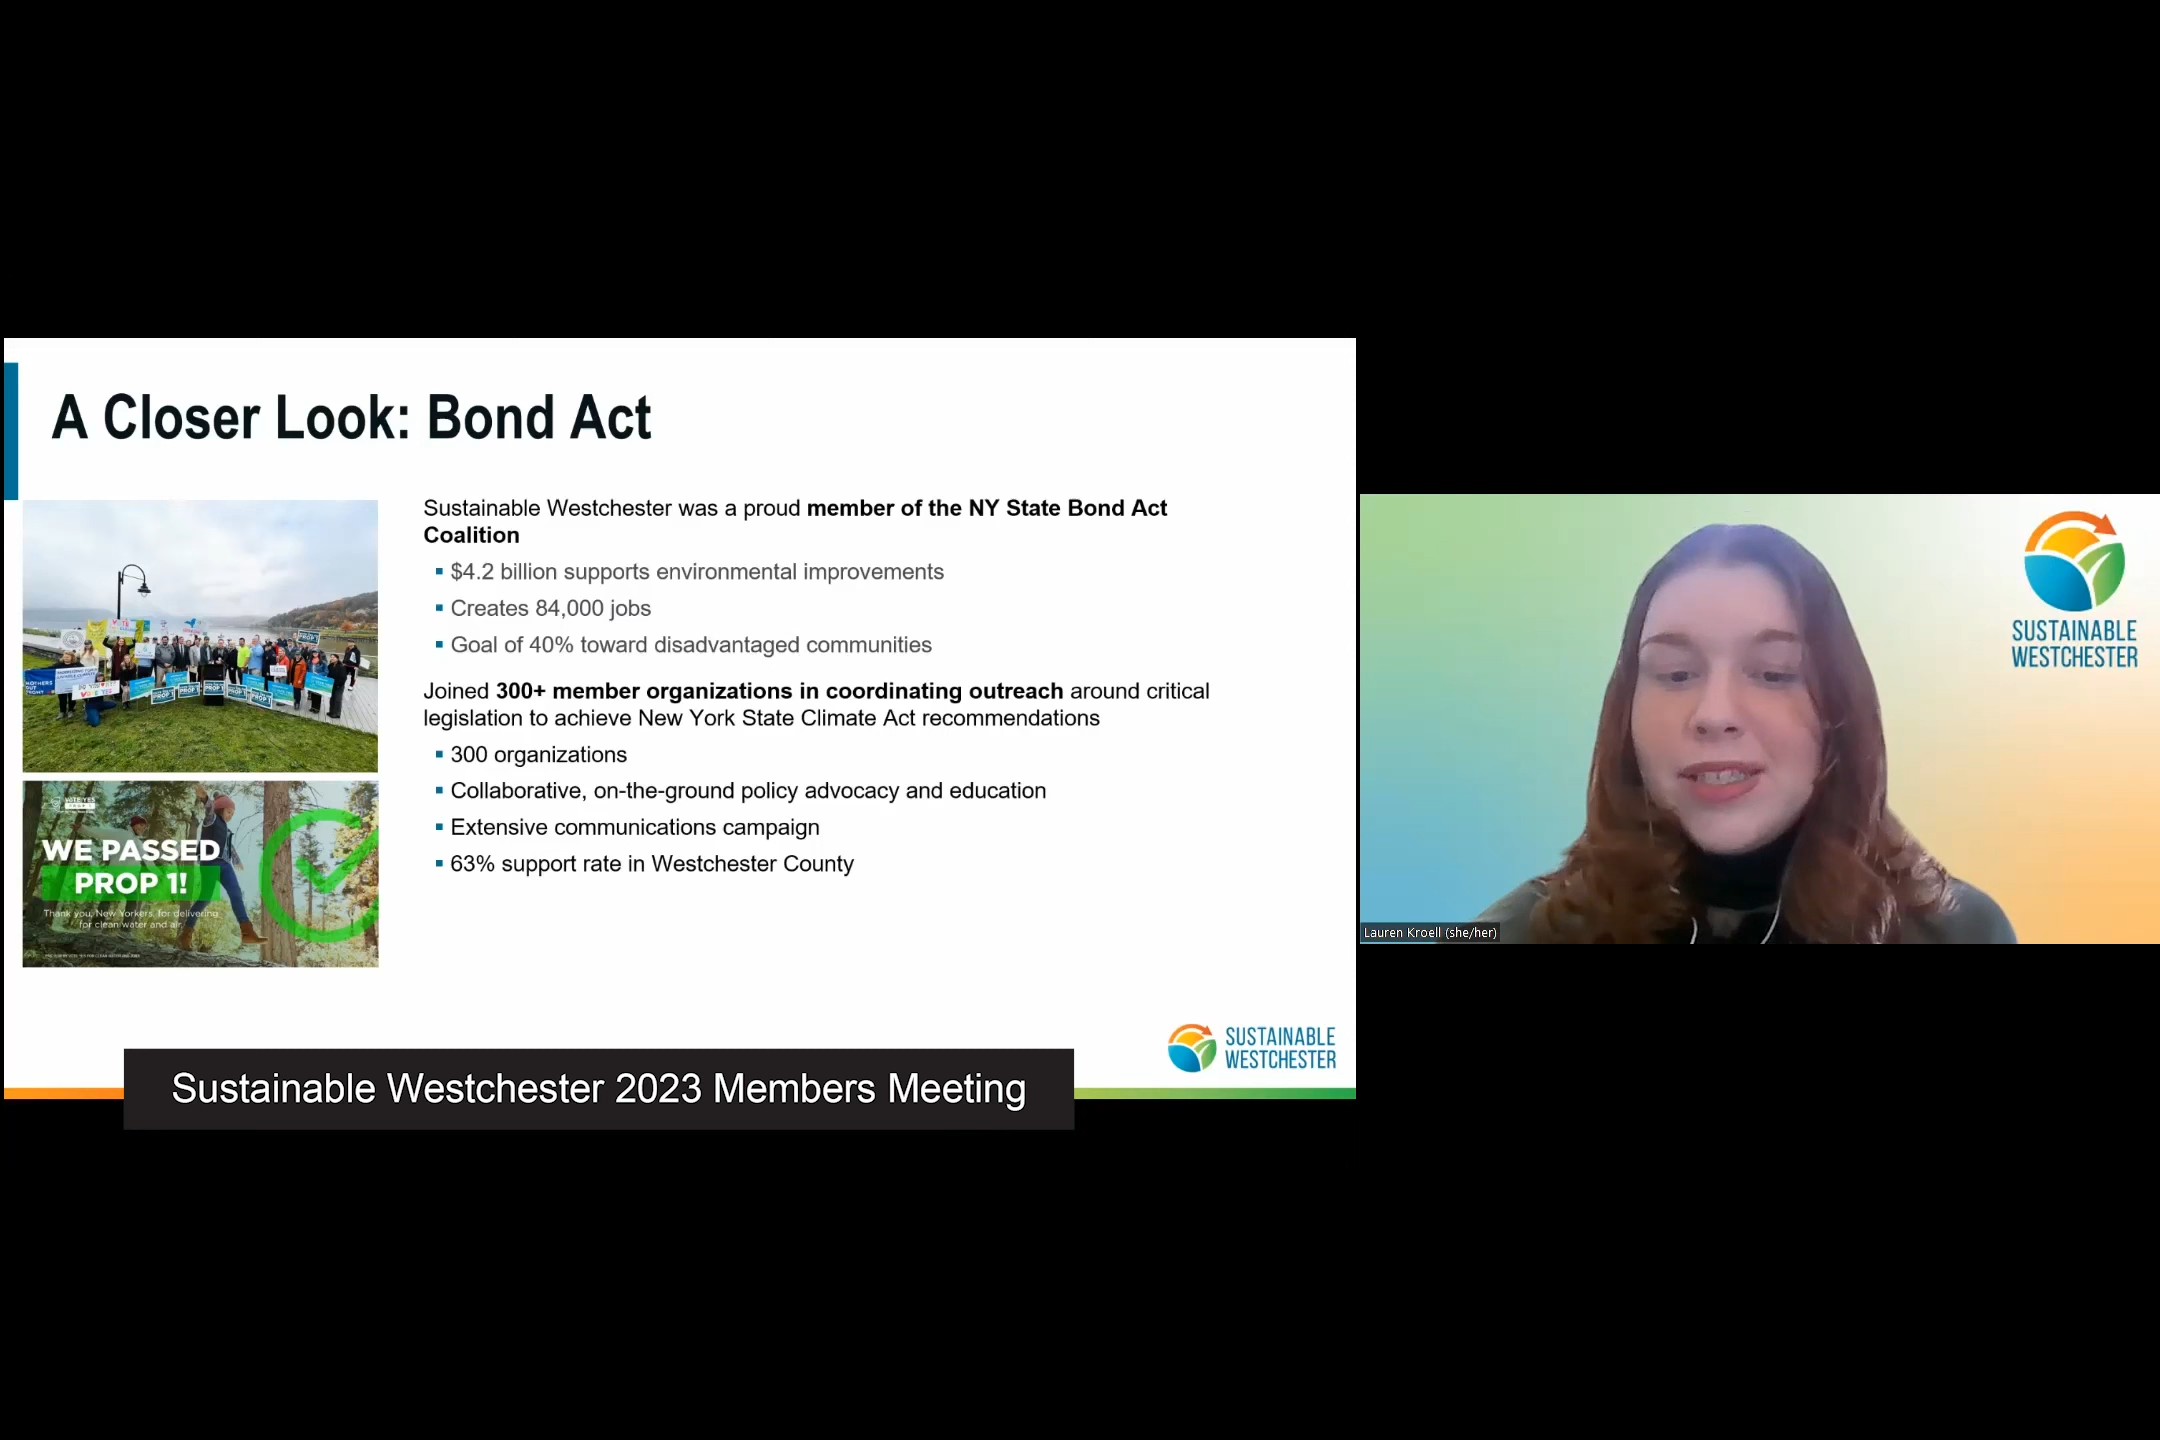 A Closer Look: Bond Act
Sustainable Westchester was a proud member of the NY State Bond Act
Coalition
▪ $4.2 billion supports environmental improvements
▪ Creates 84,000 jobs
▪ Goal of 40% toward disadvantaged communities
Joined 300+ member organizations in coordinating outreach around critical
legislation to achieve New York State Climate Act recommendations
▪ 300 organizations
▪ Collaborative, on-the-ground policy advocacy and education
▪ Extensive communications campaign
▪ 63% support rate in Westchester County
WE PASSED
PROP 1!
Thank you, New Yorkers, for delivering
for clean water and air.
SUSTAINABLE
WESTCHESTER
Sustainable Westchester 2023 Members Meeting
SUSTAINABLE
WESTCHESTER
Lauren Kroell (she/her)